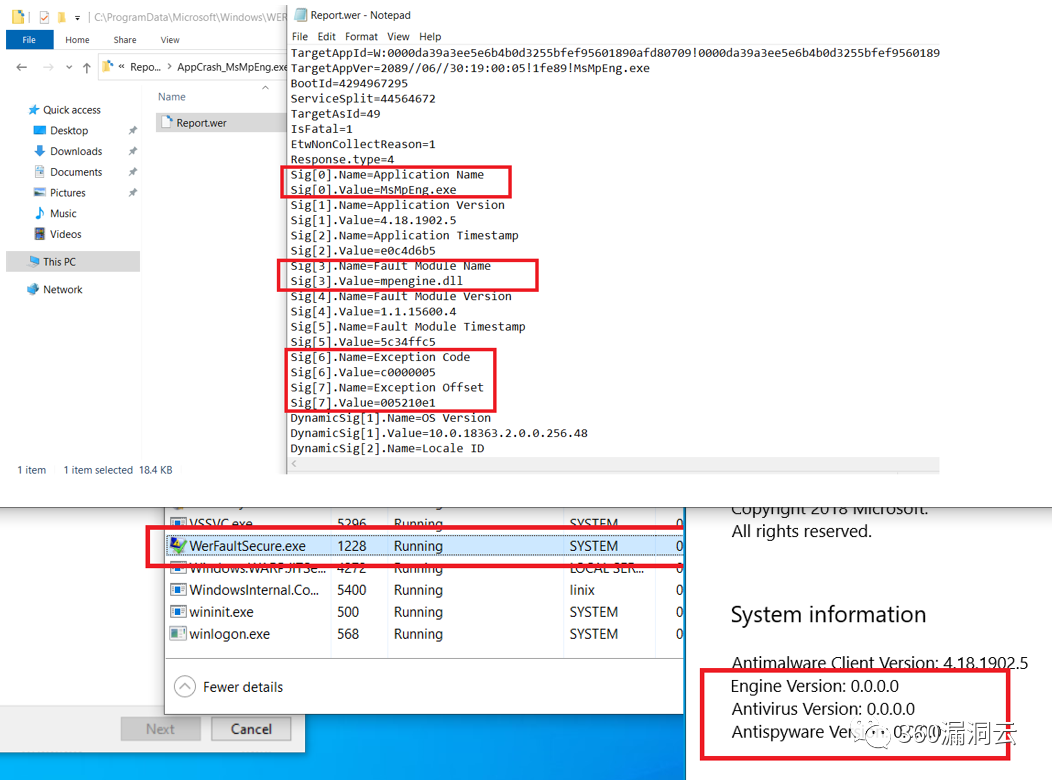 C:\ProgramData\Microsoft\Windows\WER
File Home Share View
« Repo... > AppCrash_MsMpEng.exe
Quick access
Desktop
Downloads
Documents
Pictures
Music
Videos
This PC
Network
Name
Report.wer
1 item 1 item selected 18.4 KB
Report.wer - Notepad
File Edit Format View Help
TargetAppId=W:0000da39a3ee5e6b4b0d3255bfef95601890afd80709!0000da39a3ee5e6b4b0d3255bfef9560189
TargetAppVer=2089//06//30:19:00:05!1fe89!MsMpEng.exe
BootId=4294967295
ServiceSplit=44564672
TargetAsId=49
IsFatal=1
EtwNonCollectReason=1
Response.type=4
Sig[0].Name=Application Name
Sig[0].Value=MsMpEng.exe
Sig[1].Name=Application Version
Sig[1].Value=4.18.1902.5
Sig[2].Name=Application Timestamp
Sig[2].Value=e0c4d6b5
Sig[3].Name=Fault Module Name
Sig[3].Value=mpengine.dll
Sig[4].Name=Fault Module Version
Sig[4].Value=1.1.15600.4
Sig[5].Name=Fault Module Timestamp
Sig[5].Value=5c34ffc5
Sig[6].Name=Exception Code
Sig[6].Value=c0000005
Sig[7].Name=Exception Offset
Sig[7].Value=005210e1
DynamicSig[1].Name=OS Version
DynamicSig[1].Value=10.0.18363.2.0.0.256.48
DynamicSig[2].Name=Locale ID
VSSVC.exe 5296 Running SYSTEM 0
WerFaultSecure.exe 1228 Running SYSTEM 0
Windows.WARP.JITSe... 4272 Running LOCAL SER... 0
WindowsInternal.Co... 5400 Running linix 0
wininit.exe 500 Running SYSTEM 0
winlogon.exe 568 Running SYSTEM 0
Fewer details
Next Cancel
Copyright 2018 Microsoft.
All rights reserved.
System information
Antimalware Client Version: 4.18.1902.5
Engine Version: 0.0.0.0
Antivirus Version: 0.0.0.0
Antispyware
360漏洞云